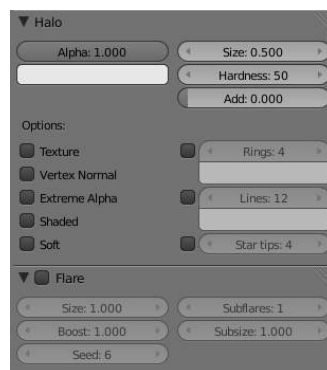 Halo
Alpha: 1.000
Size: 0.500
Hardness: 50
Add: 0.000
Options:
Texture
Rings: 4
Vertex Normal
Extreme Alpha
Lines: 12
Shaded
Soft
Star tips: 4
Flare
Size: 1.000
Subflares: 1
Boost: 1.000
Subsize: 1.000
Seed: 6